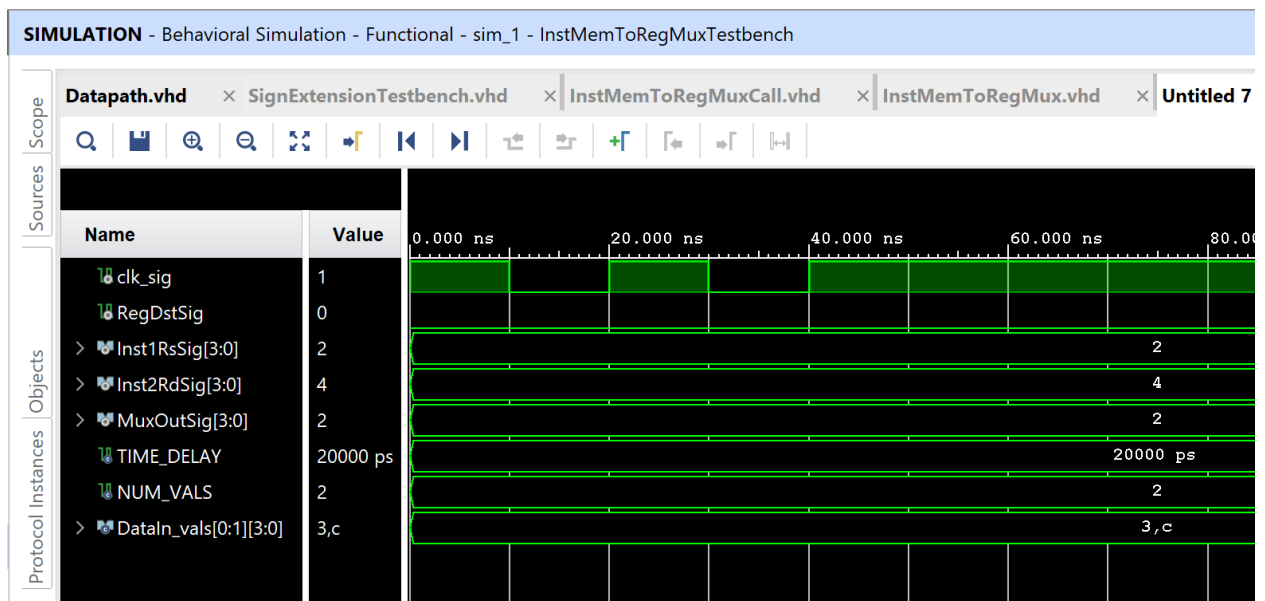 SIMULATION - Behavioral Simulation - Functional - sim_1 - InstMemToRegMuxTestbench
Scope
Sources
Objects
Protocol Instances
Datapath.vhd × SignExtensionTestbench.vhd × InstMemToRegMuxCall.vhd × InstMemToRegMux.vhd × Untitled 7
Name Value 0.000 ns 20.000 ns 40.000 ns 60.000 ns 80.00
clk_sig 1
RegDstSig 0
Inst1RsSig[3:0] 2 2
Inst2RdSig[3:0] 4 4
MuxOutSig[3:0] 2 2
TIME_DELAY 20000 ps 20000 ps
NUM_VALS 2 2
DataIn_vals[0:1][3:0] 3,c 3,c